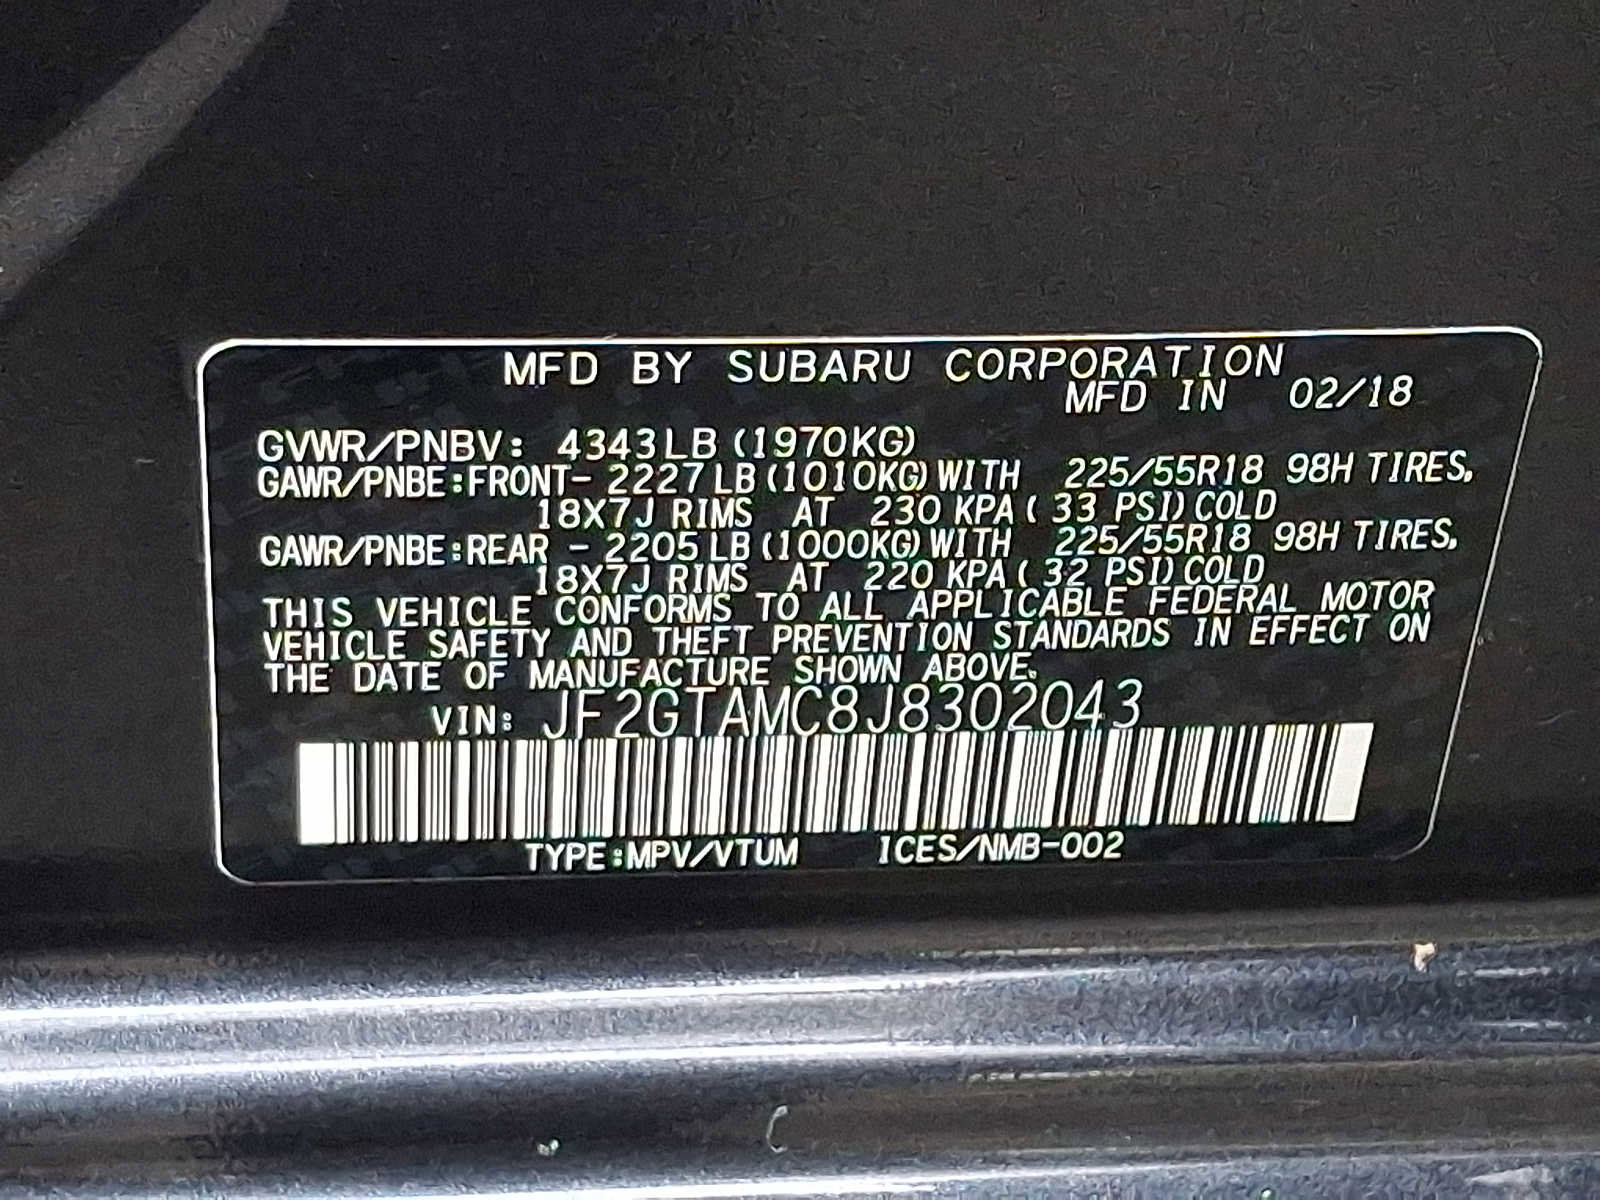 MFD BY SUBARU CORPORATION
MFD IN 02/18
GVWR/PNBV: 4343LB (1970KG)
GAWR/PNBE:FRONT- 2227 LB (1010KG) WITH 225/55R18 98H TIRES,
18X7J RIMS AT 230 KPA ( 33 PSI) COLD
GAWR/PNBE:REAR - 2205 LB (1000KG) WITH 225/55R18 98H TIRES,
18X7J RIMS AT 220 KPA ( 32 PSI) COLD
THIS VEHICLE CONFORMS TO ALL APPLICABLE FEDERAL MOTOR
VEHICLE SAFETY AND THEFT PREVENTION STANDARDS IN EFFECT ON
THE DATE OF MANUFACTURE SHOWN ABOVE.
VIN: JF2GTAMC8J8302043
TYPE:MPV/VTUM ICES/NMB-002